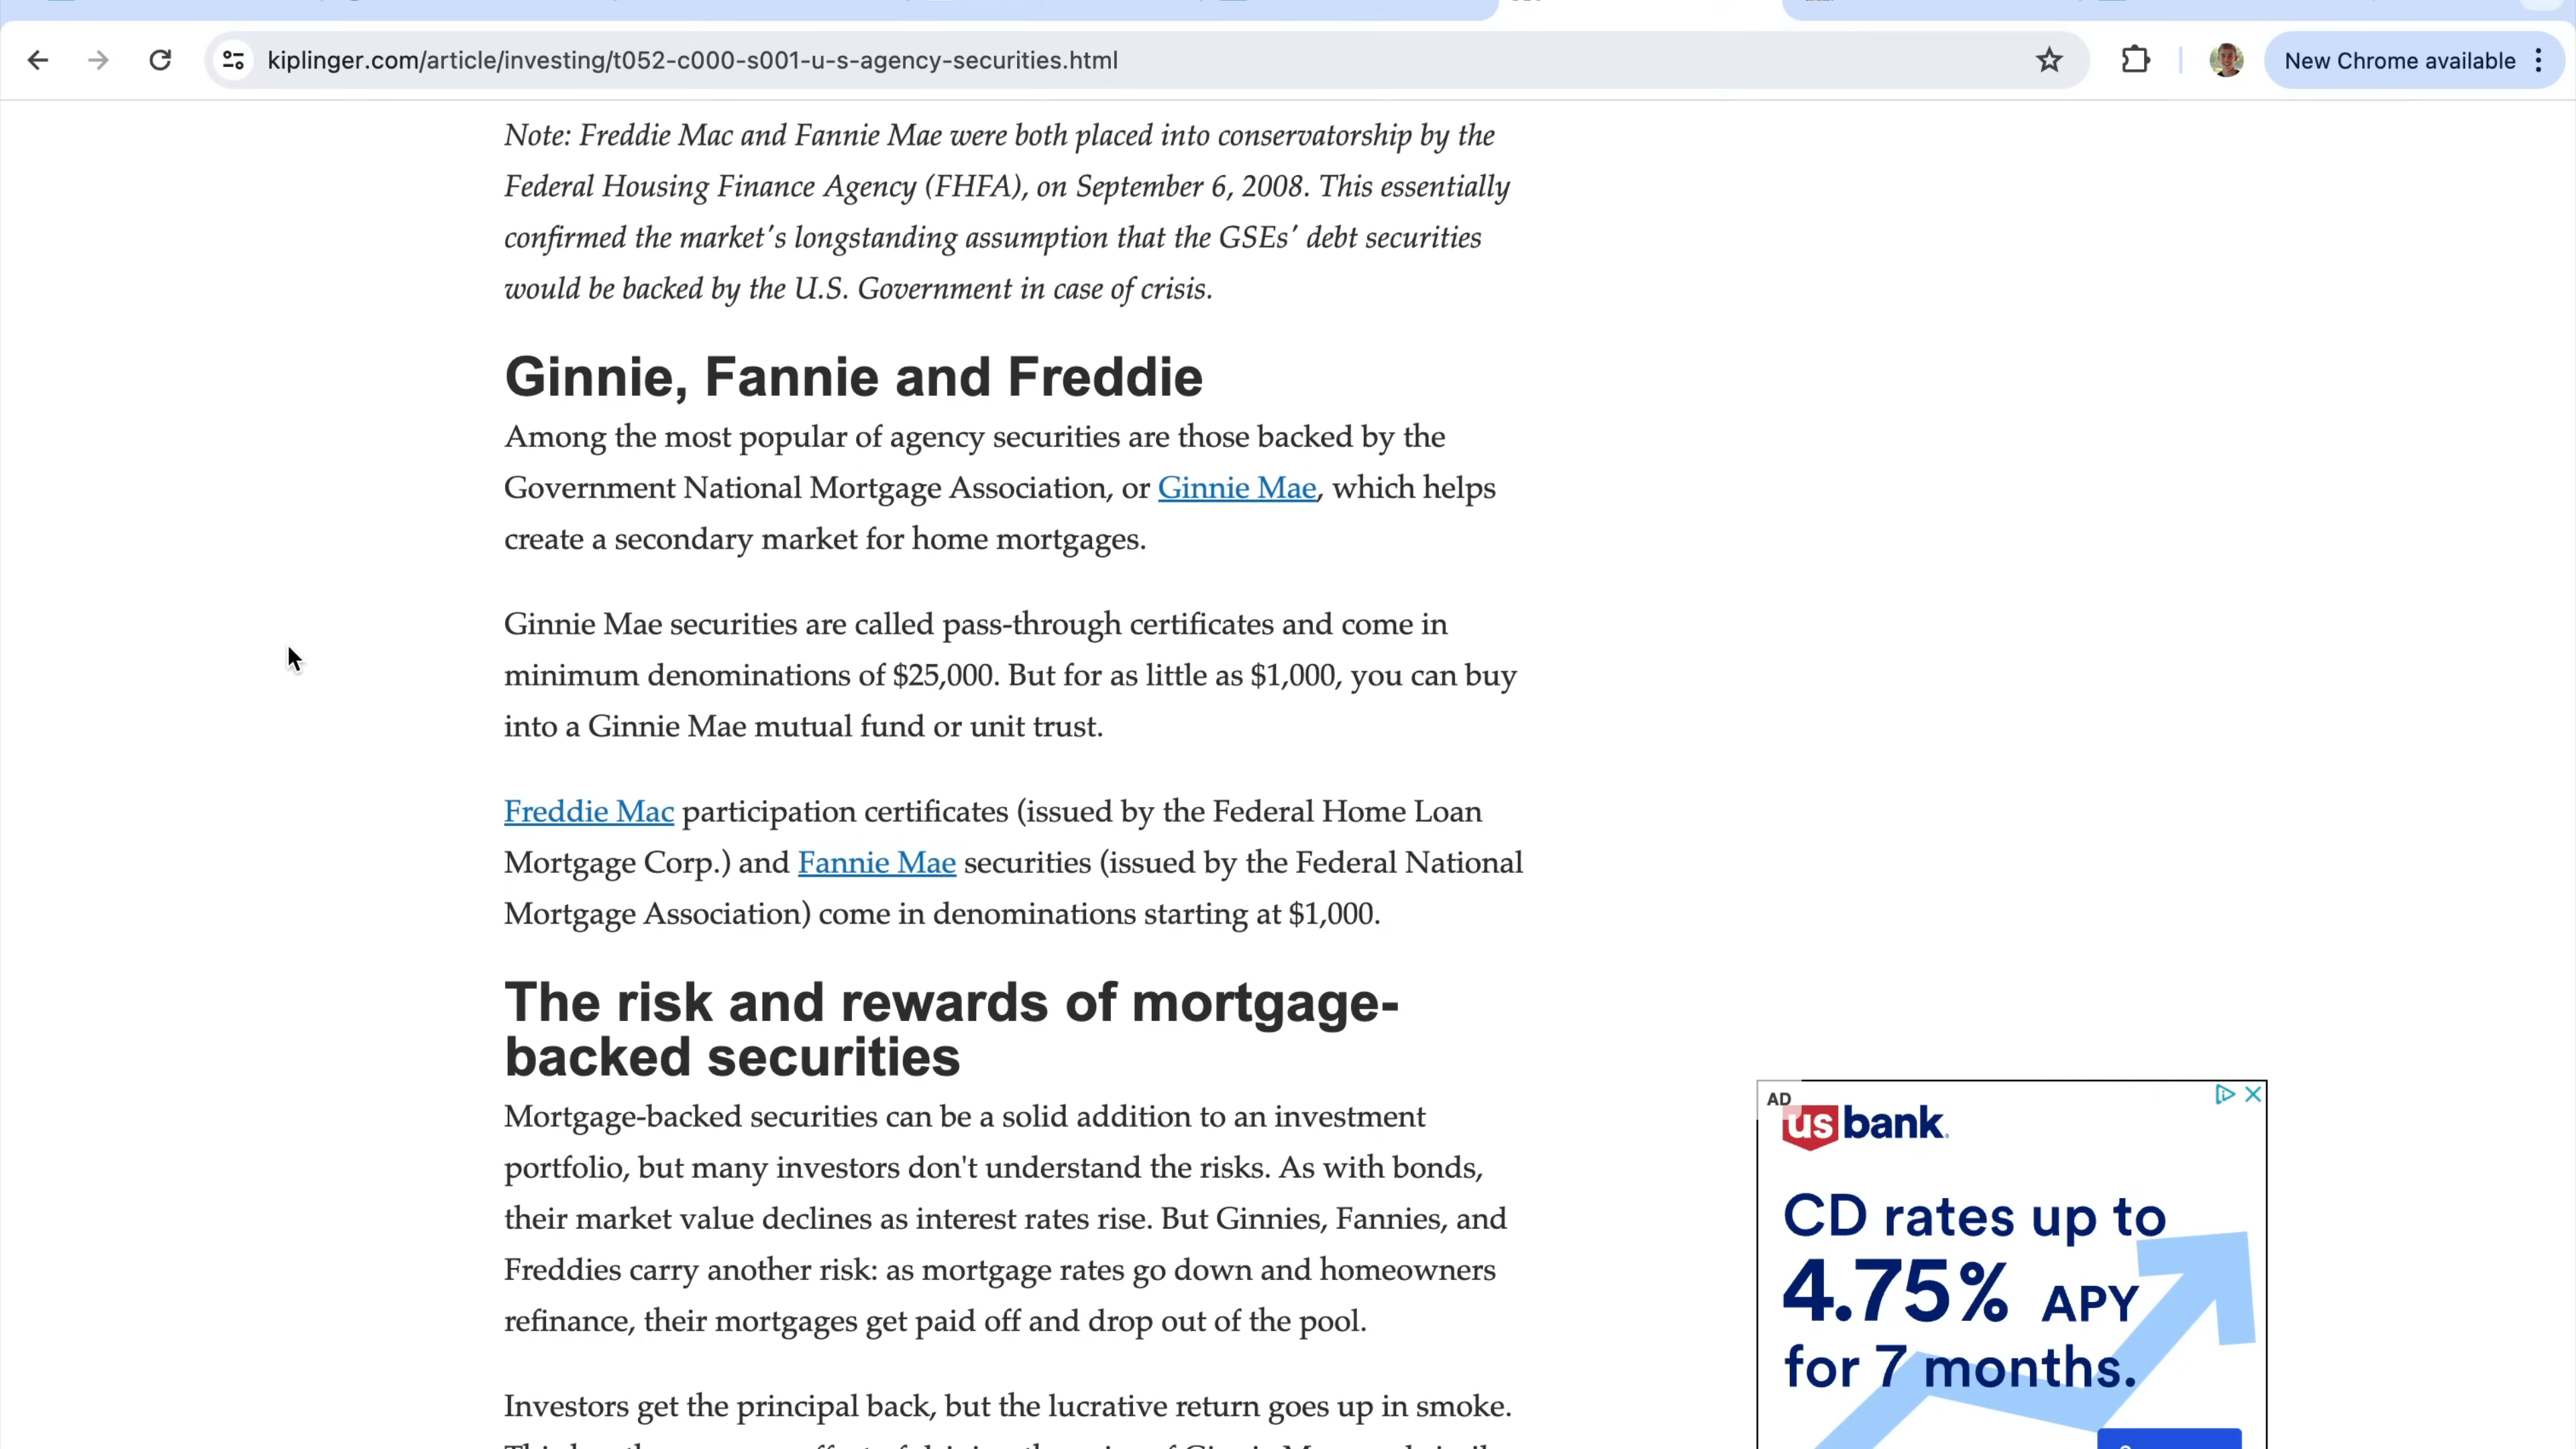 kiplinger.com/article/investing/t052-c000-s001-u-s-agency-securities.html
New Chrome available
Note: Freddie Mac and Fannie Mae were both placed into conservatorship by the
Federal Housing Finance Agency (FHFA), on September 6, 2008. This essentially
confirmed the market's longstanding assumption that the GSEs' debt securities
would be backed by the U.S. Government in case of crisis.
Ginnie, Fannie and Freddie
Among the most popular of agency securities are those backed by the
Government National Mortgage Association, or Ginnie Mae, which helps
create a secondary market for home mortgages.
Ginnie Mae securities are called pass-through certificates and come in
minimum denominations of $25,000. But for as little as $1,000, you can buy
into a Ginnie Mae mutual fund or unit trust.
Freddie Mac participation certificates (issued by the Federal Home Loan
Mortgage Corp.) and Fannie Mae securities (issued by the Federal National
Mortgage Association) come in denominations starting at $1,000.
The risk and rewards of mortgage-
backed securities
Mortgage-backed securities can be a solid addition to an investment
portfolio, but many investors don't understand the risks. As with bonds,
their market value declines as interest rates rise. But Ginnies, Fannies, and
Freddies carry another risk: as mortgage rates go down and homeowners
refinance, their mortgages get paid off and drop out of the pool.
Investors get the principal back, but the lucrative return goes up in smoke.
AD
us bank.
CD rates up to
4.75% APY
for 7 months.